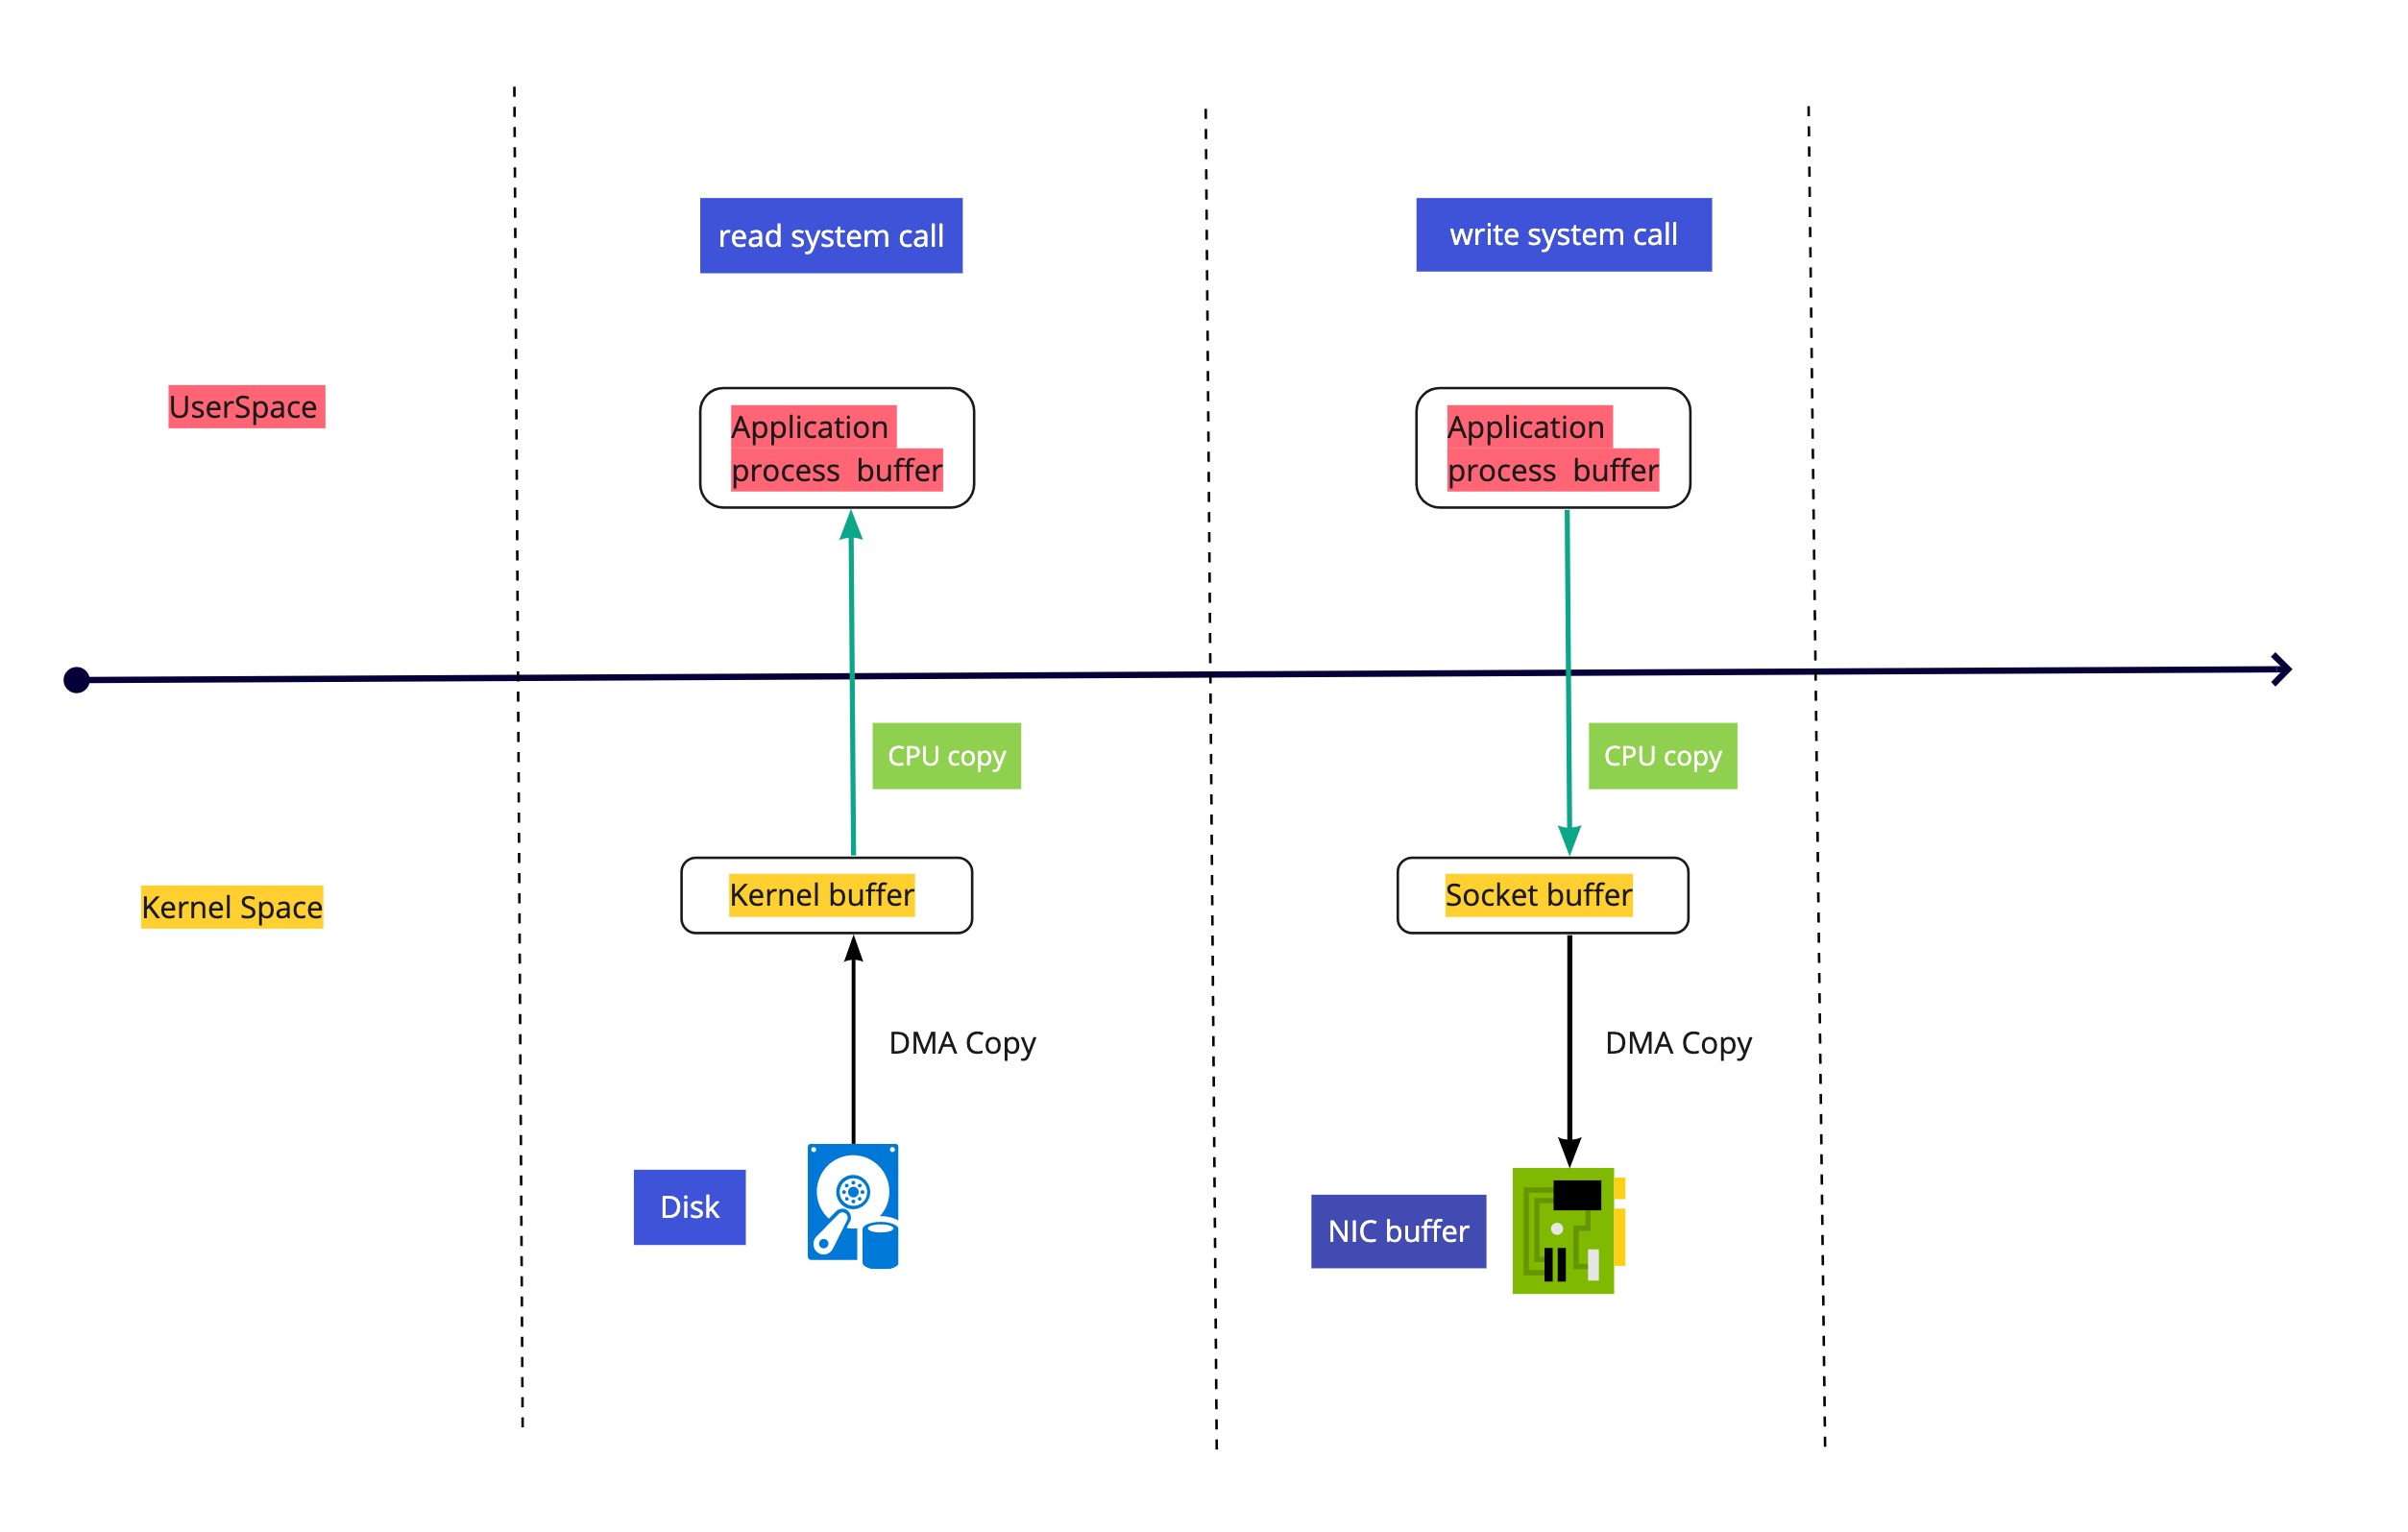 read system call
write system call
UserSpace
Application
process buffer
Application
process buffer
CPU copy
CPU copy
Kernel Space
Kernel buffer
Socket buffer
DMA Copy
DMA Copy
Disk
NIC buffer